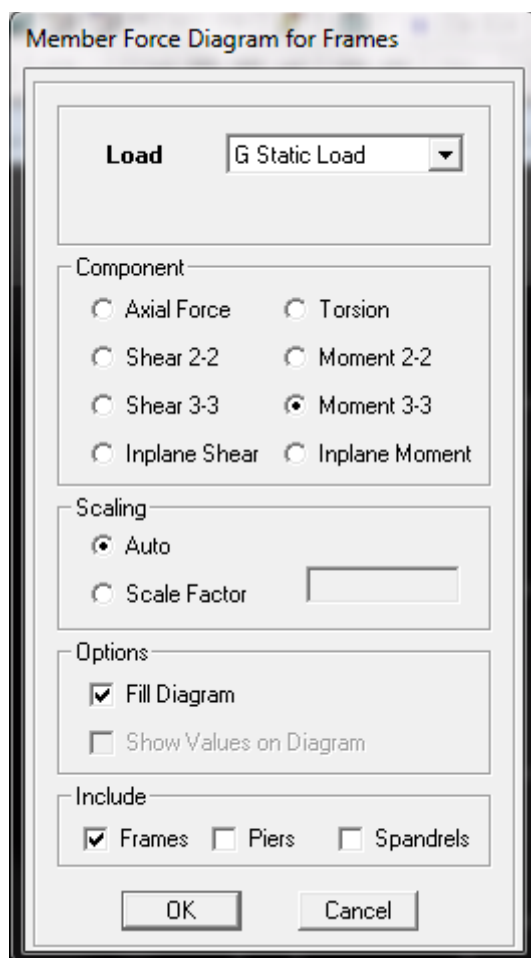 Member Force Diagram for Frames
Load G Static Load
Component
Axial Force Torsion
Shear 2-2 Moment 2-2
Shear 3-3 Moment 3-3
Inplane Shear Inplane Moment
Scaling
Auto
Scale Factor
Options
Fill Diagram
Show Values on Diagram
Include
Frames Piers Spandrels
OK Cancel